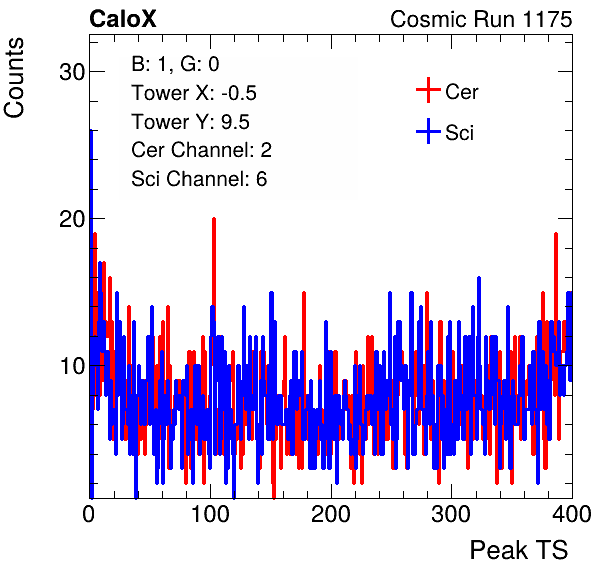 CaloX Cosmic Run 1175
Counts
B: 1, G: 0
Tower X: -0.5
Tower Y: 9.5
Cer Channel: 2
Sci Channel: 6
Cer
Sci
30
20
10
0 100 200 300 400
Peak TS